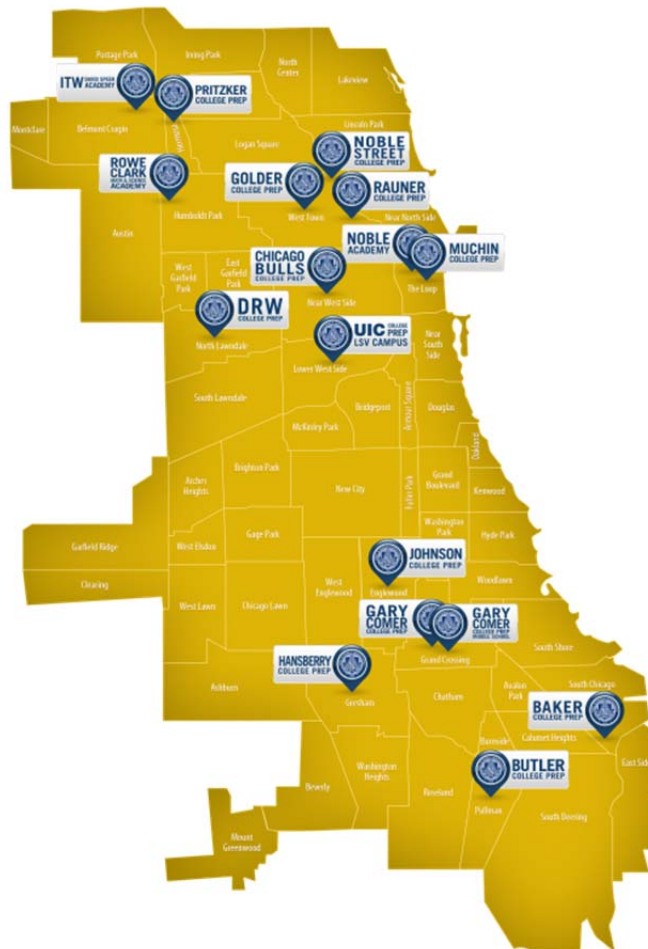 Portage Park
Irving Park
North
Center
Lakeview
ITW
SPEER
ACADEMY
PRITZKER
COLLEGE PREP
Montclare
Belmont Cragin
Hermosa
Logan Square
Lincoln Park
NOBLE
STREET
COLLEGE PREP
ROWE
CLARK
MATH & SCIENCE
ACADEMY
GOLDER
COLLEGE PREP
RAUNER
COLLEGE PREP
Austin
Humboldt Park
West Town
Near North Side
NOBLE
ACADEMY
MUCHIN
COLLEGE PREP
CHICAGO
BULLS
COLLEGE PREP
West
Garfield
Park
East
Garfield
Park
The Loop
Near West Side
DRW
COLLEGE PREP
UIC COLLEGE
PREP
LSV CAMPUS
North Lawndale
Near
South
Side
Lower West Side
South Lawndale
Bridgeport
Armour Square
Douglas
McKinley Park
Oakland
Brighton Park
Archer
Heights
New City
Fuller Park
Grand
Boulevard
Kenwood
Washington
Park
Hyde Park
Gage Park
Garfield Ridge
West Elsdon
JOHNSON
COLLEGE PREP
Clearing
West
Englewood
Englewood
Woodlawn
West Lawn
Chicago Lawn
GARY
COMER
COLLEGE PREP
GARY
COMER
COLLEGE PREP
MIDDLE SCHOOL
South Shore
Grand Crossing
HANSBERRY
COLLEGE PREP
Ashburn
Gresham
Chatham
Avalon
Park
South Chicago
BAKER
COLLEGE PREP
Burnside
Calumet Heights
East Side
Washington
Heights
BUTLER
COLLEGE PREP
Beverly
Roseland
Pullman
South Deering
Mount
Greenwood